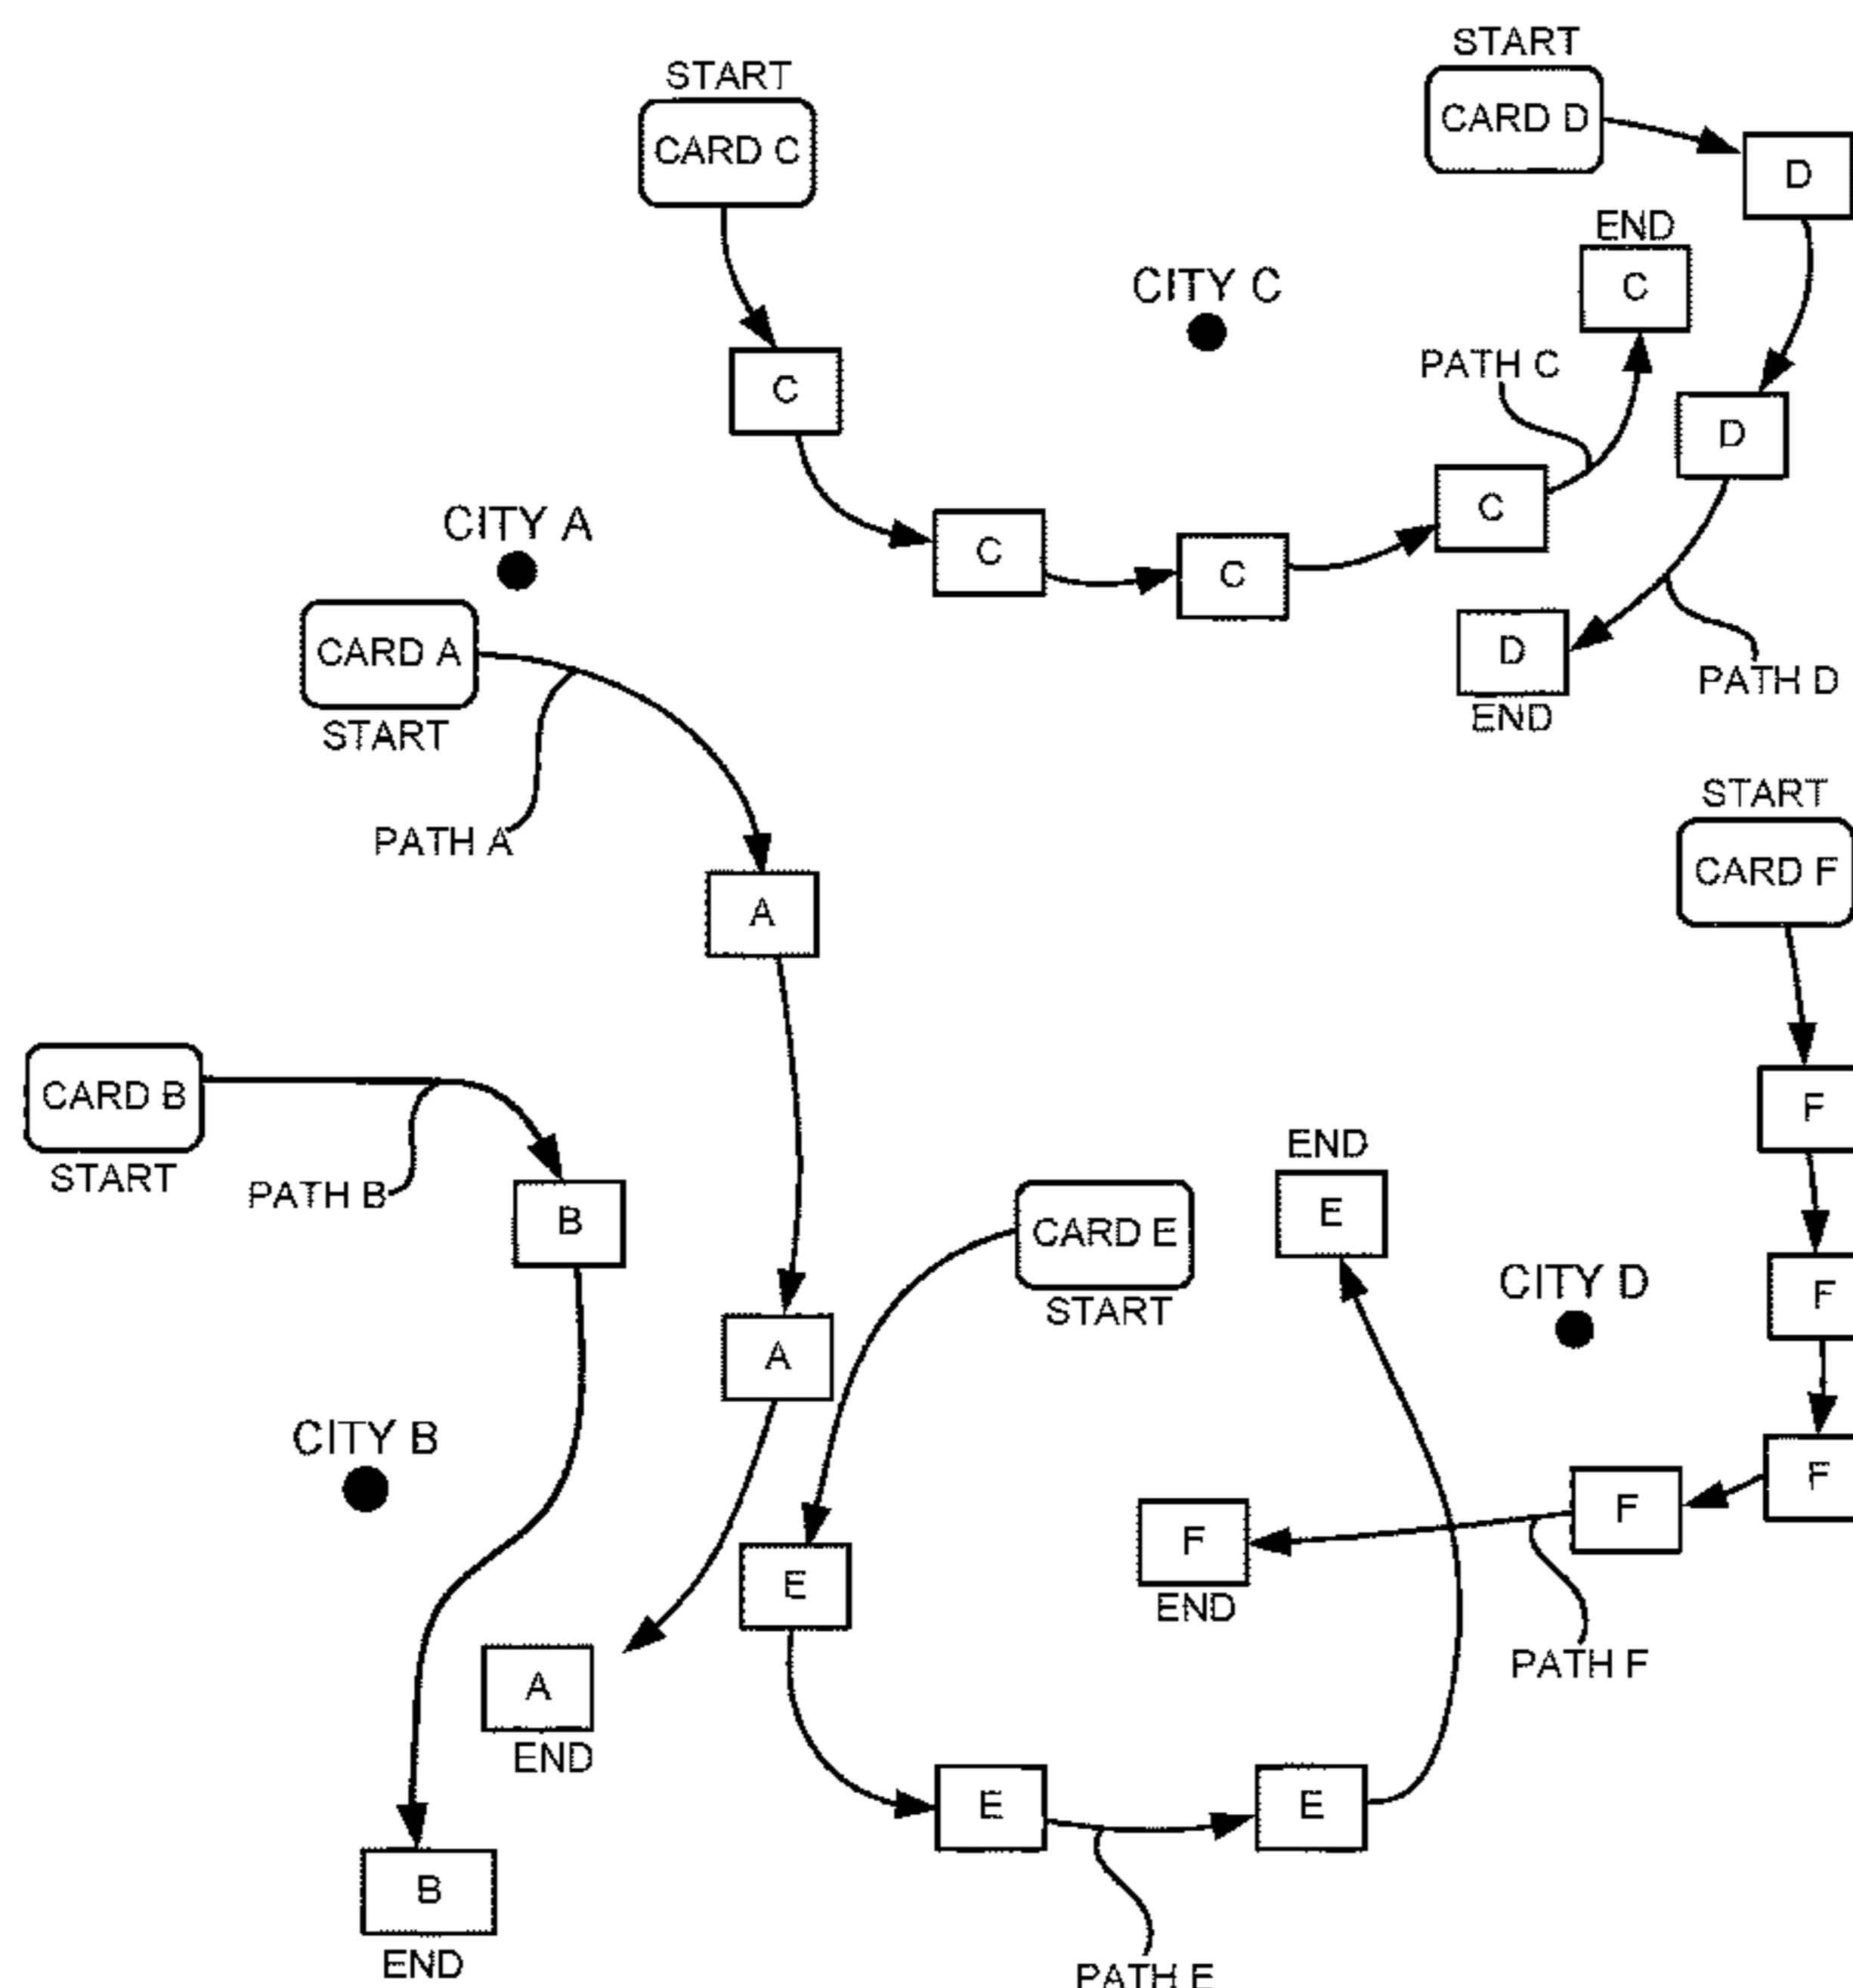 START
CARD D
D
START
CARD C
END
C
CITY C
PATH C
C
D
C
C
C
CITY A
D
END
PATH D
CARD A
START
PATH A
START
CARD F
A
CARD B
START
PATH B
B
F
END
E
CARD E
START
CITY D
F
A
CITY B
F
F
F
END
E
PATH F
A
END
E
E
B
END
PATH E